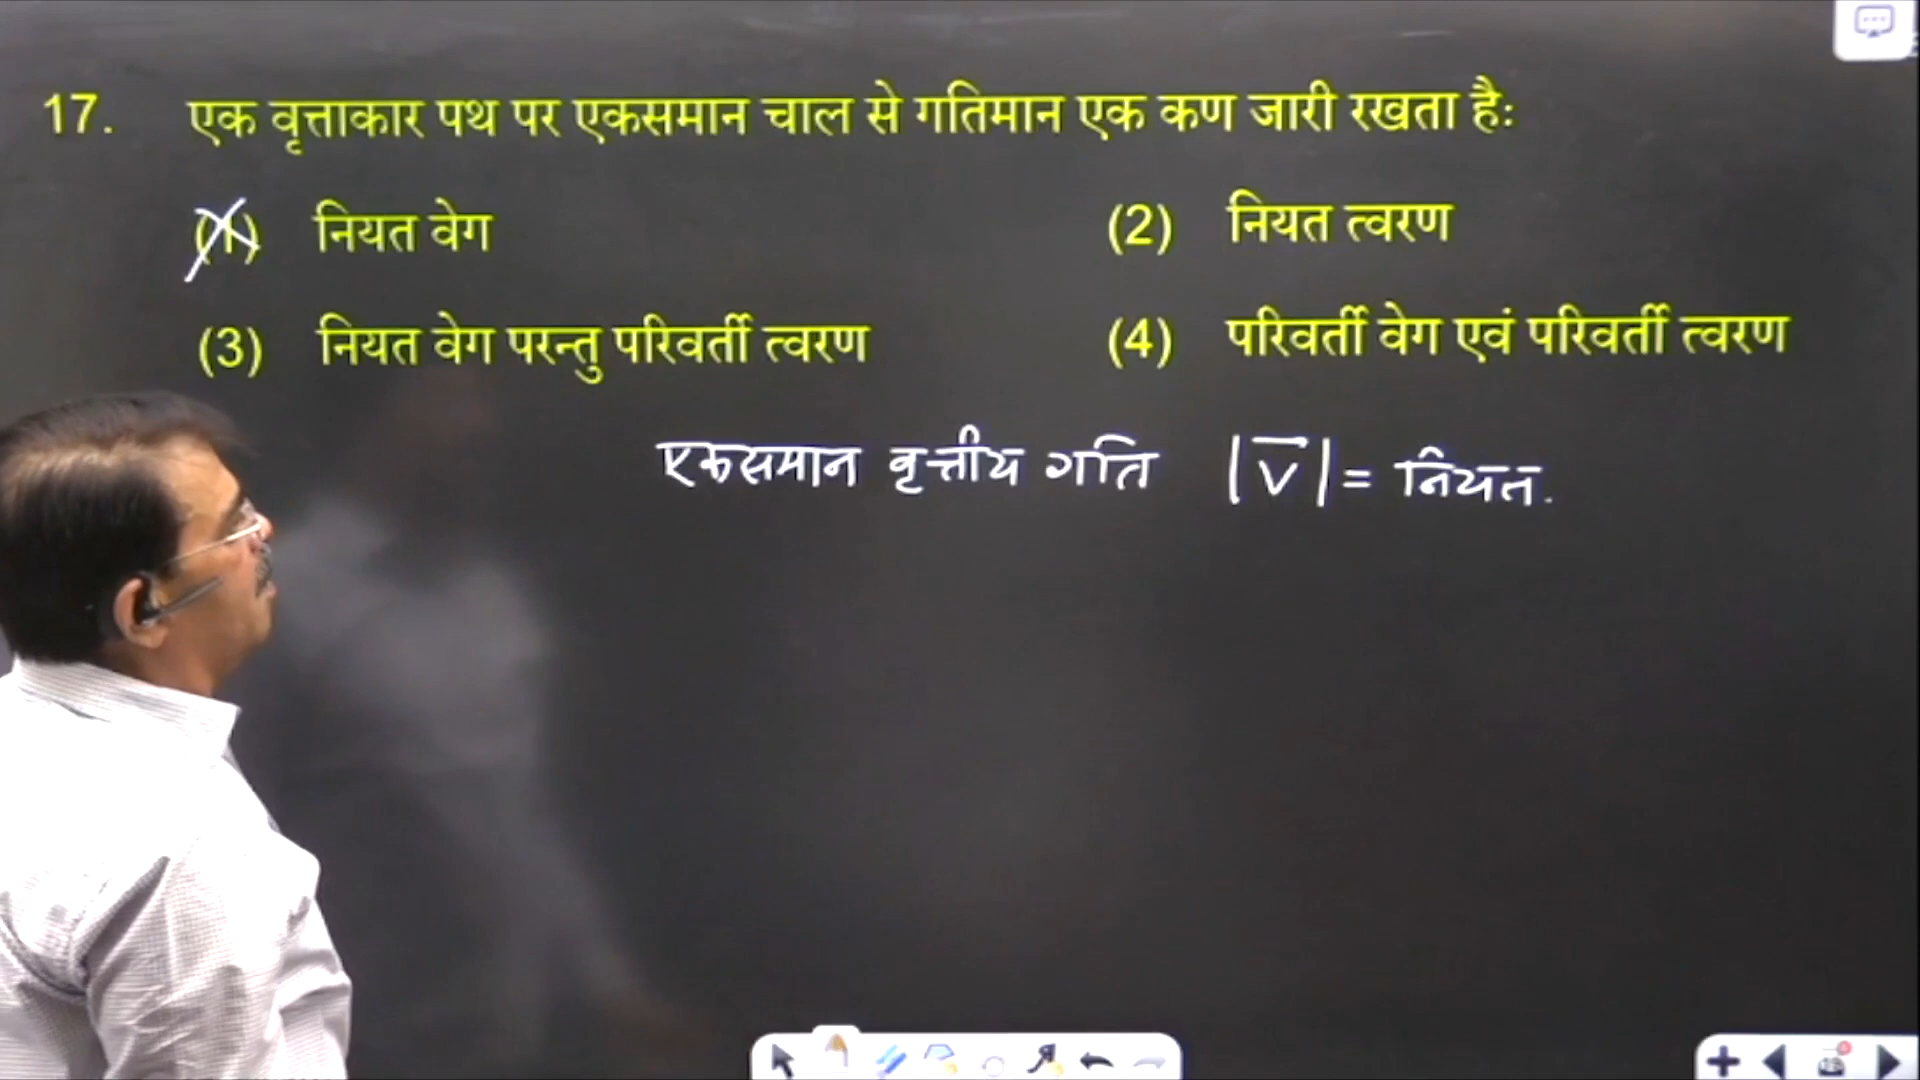 17. एक वृत्ताकार पथ पर एकसमान चाल से गतिमान एक कण जारी रखता है:
(1) नियत वेग (2) नियत त्वरण
(3) नियत वेग परन्तु परिवर्ती त्वरण (4) परिवर्ती वेग एवं परिवर्ती त्वरण
एकसमान वृत्तीय गति |v̅| = नियत.